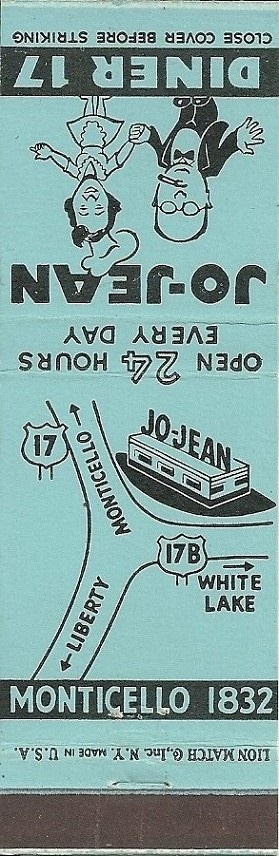 OPEN 24 HOURS
EVERY DAY
JO-JEAN
DINER 17
CLOSE COVER BEFORE STRIKING
JO-JEAN
17
←MONTICELLO
17B
→
WHITE
LAKE
←LIBERTY
MONTICELLO 1832
LION MATCH Co., Inc. N.Y. MADE IN U.S.A.